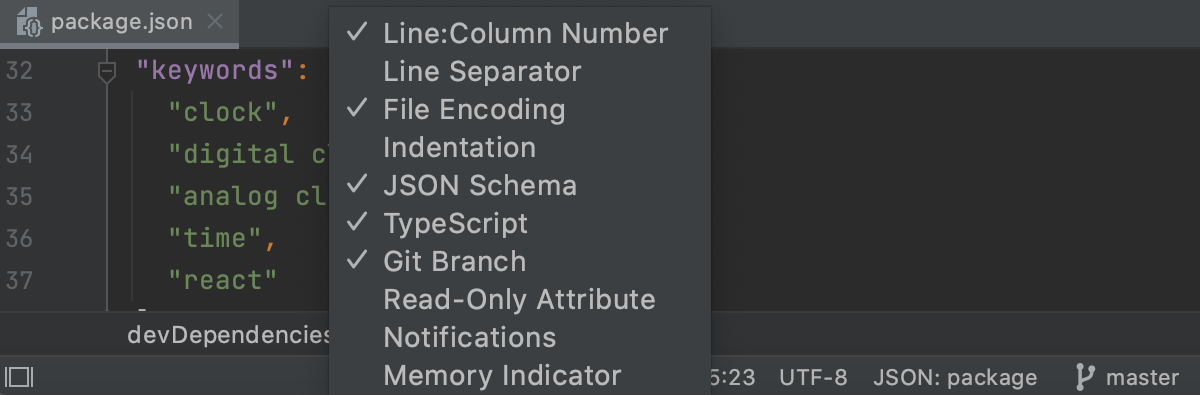 package.json
32 "keywords":
33 "clock",
34 "digital
35 "analog
36 "time",
37 "react"
devDependencies
Line:Column Number
Line Separator
File Encoding
Indentation
JSON Schema
TypeScript
Git Branch
Read-Only Attribute
Notifications
Memory Indicator
5:23 UTF-8 JSON: package master